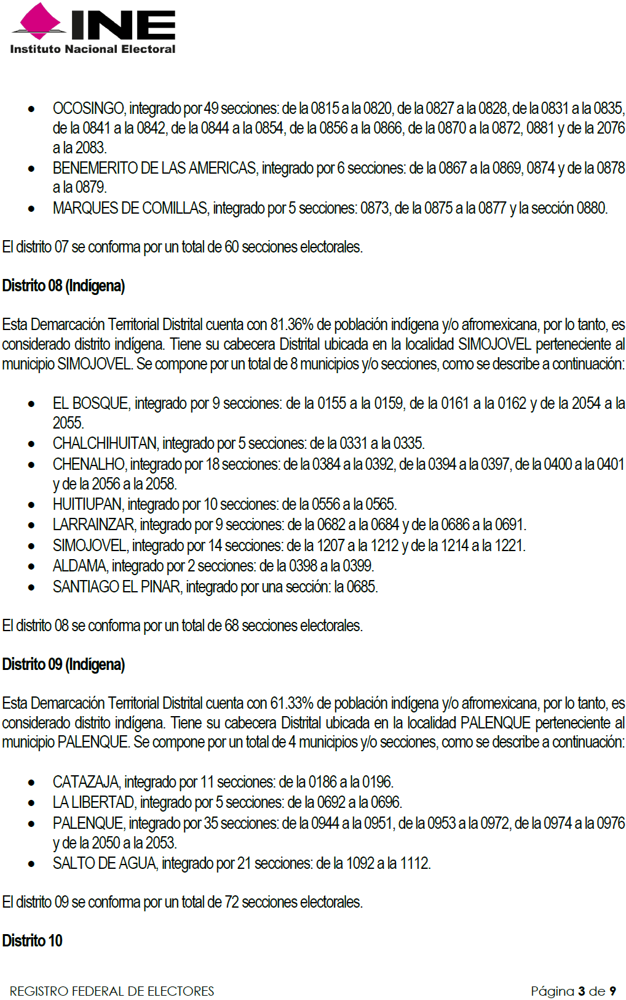 INE
Instituto Nacional Electoral
• OCOSINGO, integrado por 49 secciones: de la 0815 a la 0820, de la 0827 a la 0828, de la 0831 a la 0835,
de la 0841 a la 0842, de la 0844 a la 0854, de la 0856 a la 0866, de la 0870 a la 0872, 0881 y de la 2076
a la 2083.
• BENEMERITO DE LAS AMERICAS, integrado por 6 secciones: de la 0867 a la 0869, 0874 y de la 0878
a la 0879.
• MARQUES DE COMILLAS, integrado por 5 secciones: 0873, de la 0875 a la 0877 y la sección 0880.
El distrito 07 se conforma por un total de 60 secciones electorales.
Distrito 08 (Indígena)
Esta Demarcación Territorial Distrital cuenta con 81.36% de población indígena y/o afromexicana, por lo tanto, es
considerado distrito indígena. Tiene su cabecera Distrital ubicada en la localidad SIMOJOVEL perteneciente al
municipio SIMOJOVEL. Se compone por un total de 8 municipios y/o secciones, como se describe a continuación:
• EL BOSQUE, integrado por 9 secciones: de la 0155 a la 0159, de la 0161 a la 0162 y de la 2054 a la
2055.
• CHALCHIHUITAN, integrado por 5 secciones: de la 0331 a la 0335.
• CHENALHO, integrado por 18 secciones: de la 0384 a la 0392, de la 0394 a la 0397, de la 0400 a la 0401
y de la 2056 a la 2058.
• HUITIUPAN, integrado por 10 secciones: de la 0556 a la 0565.
• LARRAINZAR, integrado por 9 secciones: de la 0682 a la 0684 y de la 0686 a la 0691.
• SIMOJOVEL, integrado por 14 secciones: de la 1207 a la 1212 y de la 1214 a la 1221.
• ALDAMA, integrado por 2 secciones: de la 0398 a la 0399.
• SANTIAGO EL PINAR, integrado por una sección: la 0685.
El distrito 08 se conforma por un total de 68 secciones electorales.
Distrito 09 (Indígena)
Esta Demarcación Territorial Distrital cuenta con 61.33% de población indígena y/o afromexicana, por lo tanto, es
considerado distrito indígena. Tiene su cabecera Distrital ubicada en la localidad PALENQUE perteneciente al
municipio PALENQUE. Se compone por un total de 4 municipios y/o secciones, como se describe a continuación:
• CATAZAJA, integrado por 11 secciones: de la 0186 a la 0196.
• LA LIBERTAD, integrado por 5 secciones: de la 0692 a la 0696.
• PALENQUE, integrado por 35 secciones: de la 0944 a la 0951, de la 0953 a la 0972, de la 0974 a la 0976
y de la 2050 a la 2053.
• SALTO DE AGUA, integrado por 21 secciones: de la 1092 a la 1112.
El distrito 09 se conforma por un total de 72 secciones electorales.
Distrito 10
REGISTRO FEDERAL DE ELECTORES Página 3 de 9